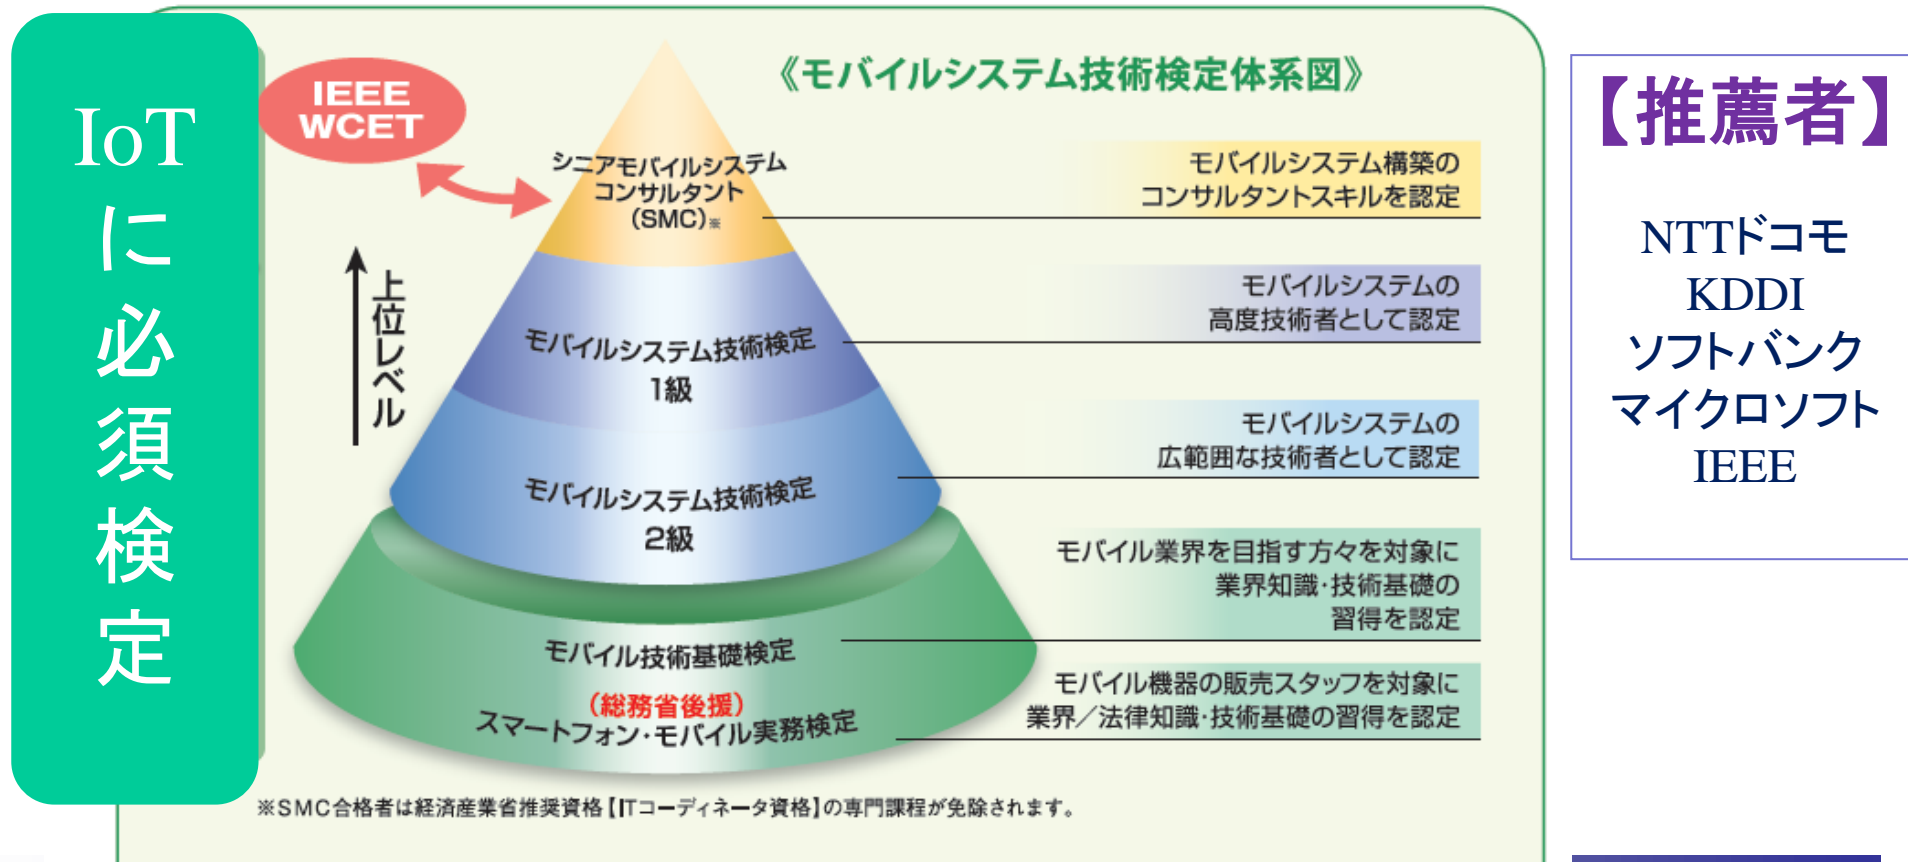 IoTに必須検定
IEEE
WCET
《モバイルシステム技術検定体系図》
シニアモバイルシステム
コンサルタント
(SMC)※
モバイルシステム構築の
コンサルタントスキルを認定
上位レベル
モバイルシステムの
高度技術者として認定
モバイルシステム技術検定
1級
モバイルシステムの
広範囲な技術者として認定
モバイルシステム技術検定
2級
モバイル業界を目指す方々を対象に
業界知識・技術基礎の
習得を認定
モバイル技術基礎検定
(総務省後援)
スマートフォン・モバイル実務検定
モバイル機器の販売スタッフを対象に
業界／法律知識・技術基礎の習得を認定
※SMC合格者は経済産業省推奨資格【ITコーディネータ資格】の専門課程が免除されます。
【推薦者】
NTTドコモ
KDDI
ソフトバンク
マイクロソフト
IEEE